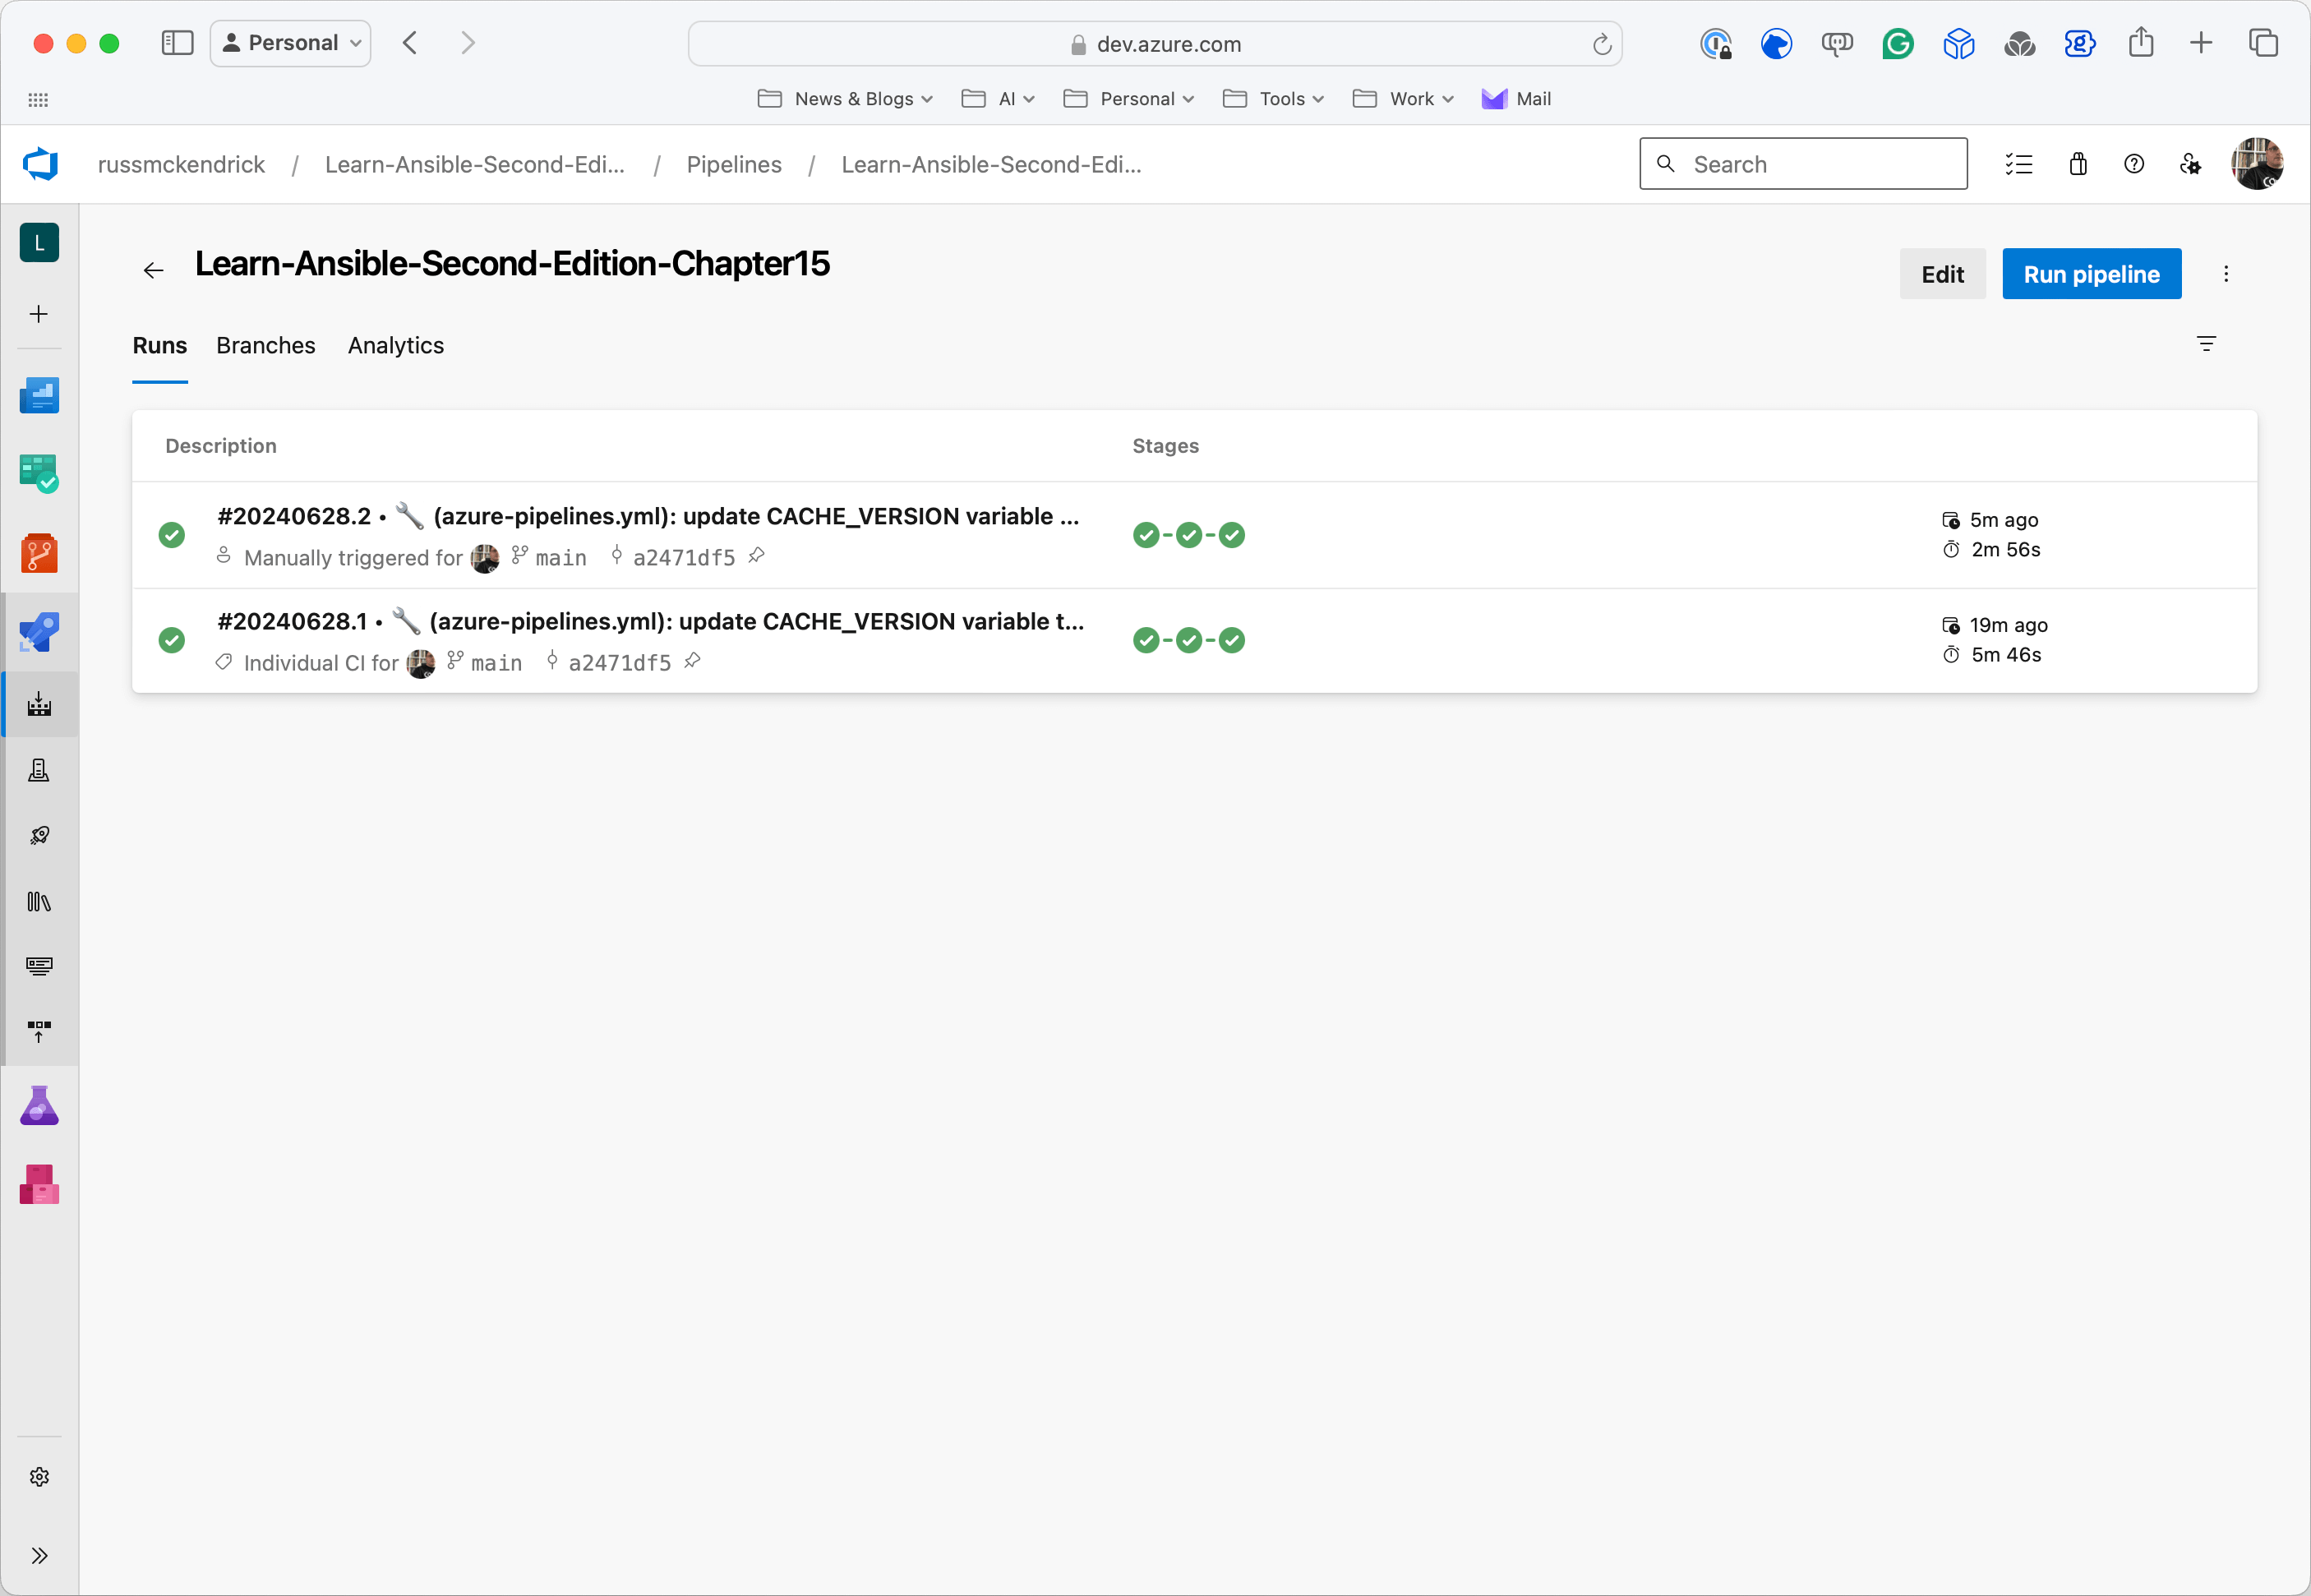 Personal
dev.azure.com
News & Blogs
AI
Personal
Tools
Work
Mail
russmckendrick / Learn-Ansible-Second-Edi... / Pipelines / Learn-Ansible-Second-Edi...
Search
L
Learn-Ansible-Second-Edition-Chapter15
Edit
Run pipeline
Runs
Branches
Analytics
Description
Stages
#20240628.2 • 🔧 (azure-pipelines.yml): update CACHE_VERSION variable ...
Manually triggered for main a2471df5
5m ago
2m 56s
#20240628.1 • 🔧 (azure-pipelines.yml): update CACHE_VERSION variable t...
Individual CI for main a2471df5
19m ago
5m 46s